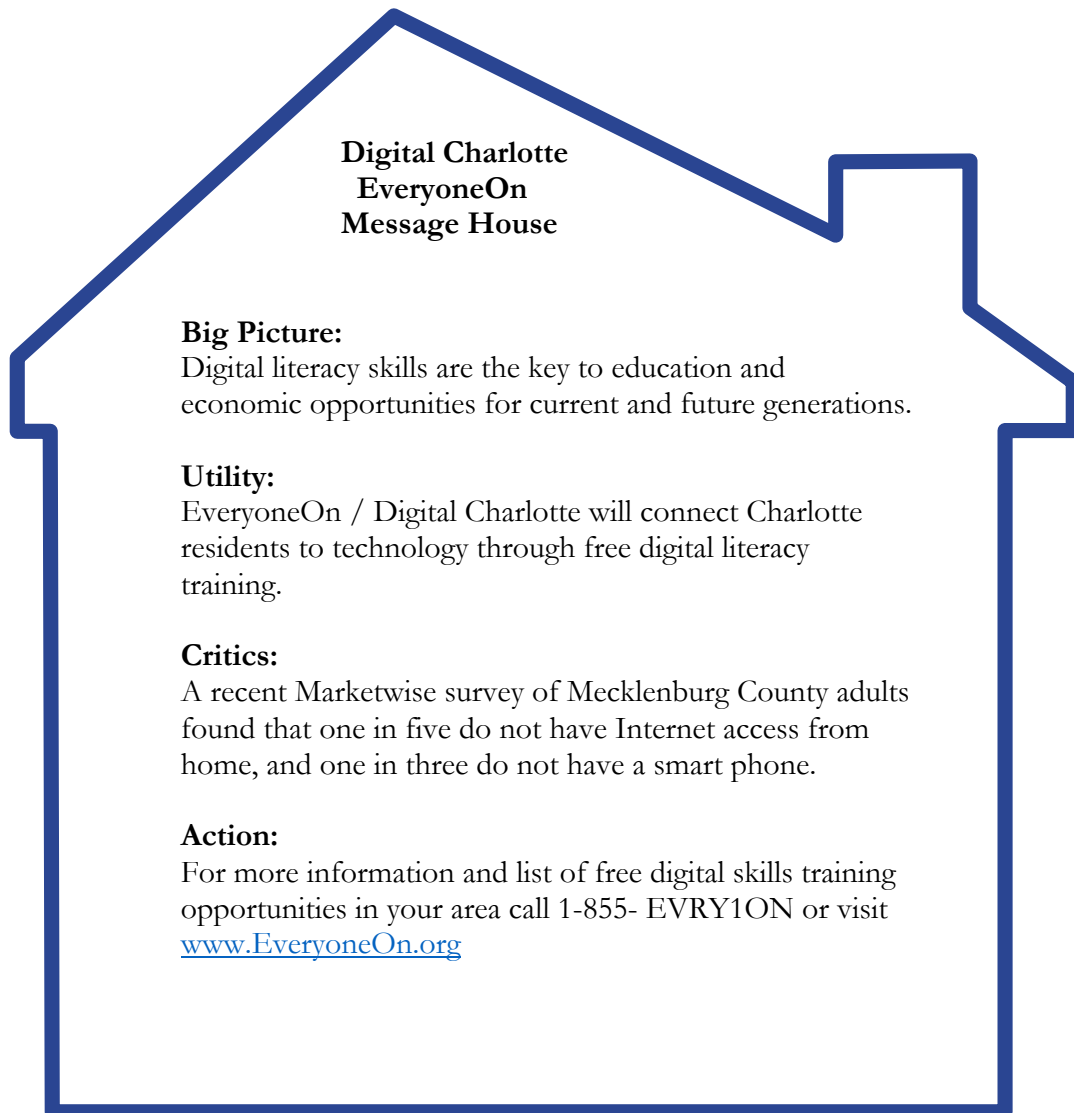 Digital Charlotte
EveryoneOn
Message House
Big Picture:
Digital literacy skills are the key to education and
economic opportunities for current and future generations.
Utility:
EveryoneOn / Digital Charlotte will connect Charlotte
residents to technology through free digital literacy
training.
Critics:
A recent Marketwise survey of Mecklenburg County adults
found that one in five do not have Internet access from
home, and one in three do not have a smart phone.
Action:
For more information and list of free digital skills training
opportunities in your area call 1-855- EVRY1ON or visit
www.EveryoneOn.org